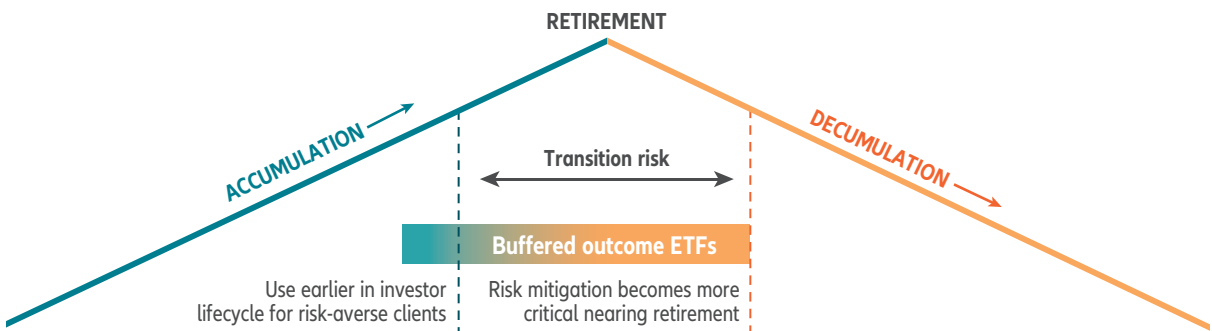 RETIREMENT
ACCUMULATION
DECUMULATION
Transition risk
Buffered outcome ETFs
Use earlier in investor
lifecycle for risk-averse clients
Risk mitigation becomes more
critical nearing retirement